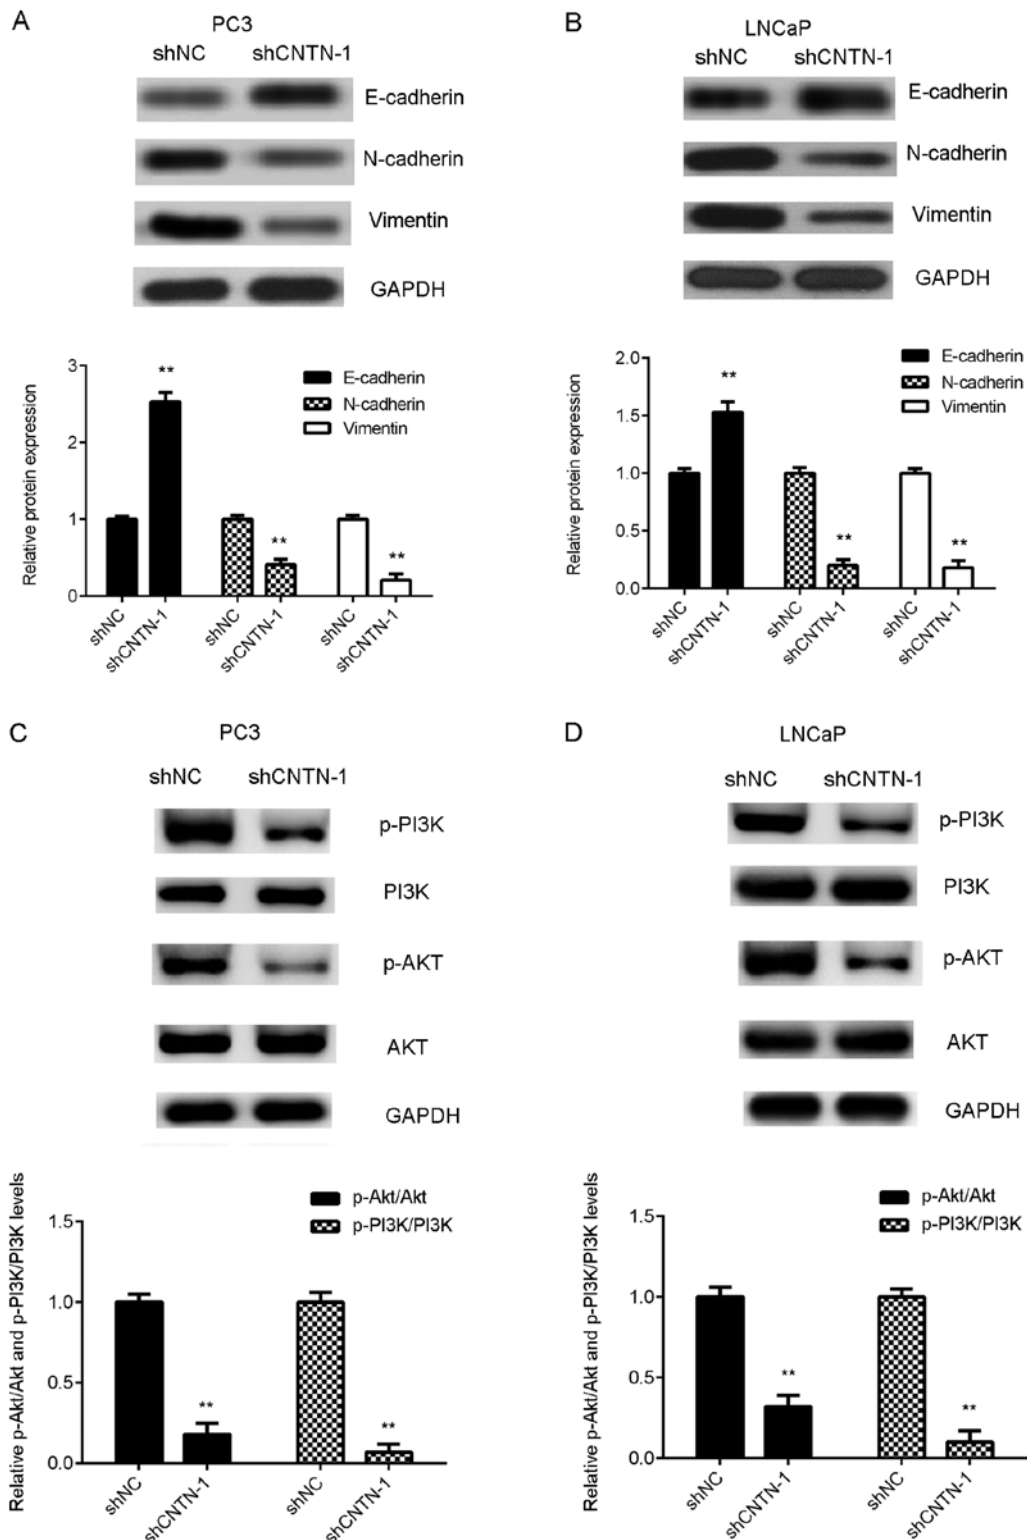 A
PC3
shNC shCNTN-1
E-cadherin
N-cadherin
Vimentin
GAPDH
Relative protein expression
3
2
1
0
**
**
**
E-cadherin
N-cadherin
Vimentin
shNC
shCNTN-1
shNC
shCNTN-1
shNC
shCNTN-1
B
LNCaP
shNC shCNTN-1
E-cadherin
N-cadherin
Vimentin
GAPDH
Relative protein expression
2.0
1.5
1.0
0.5
0.0
**
**
**
E-cadherin
N-cadherin
Vimentin
shNC
shCNTN-1
shNC
shCNTN-1
shNC
shCNTN-1
C
PC3
shNC shCNTN-1
p-PI3K
PI3K
p-AKT
AKT
GAPDH
Relative p-Akt/Akt and p-PI3K/PI3K levels
1.5
1.0
0.5
0.0
**
**
p-Akt/Akt
p-PI3K/PI3K
shNC
shCNTN-1
shNC
shCNTN-1
D
LNCaP
shNC shCNTN-1
p-PI3K
PI3K
p-AKT
AKT
GAPDH
Relative p-Akt/Akt and p-PI3K/PI3K levels
1.5
1.0
0.5
0.0
**
**
p-Akt/Akt
p-PI3K/PI3K
shNC
shCNTN-1
shNC
shCNTN-1